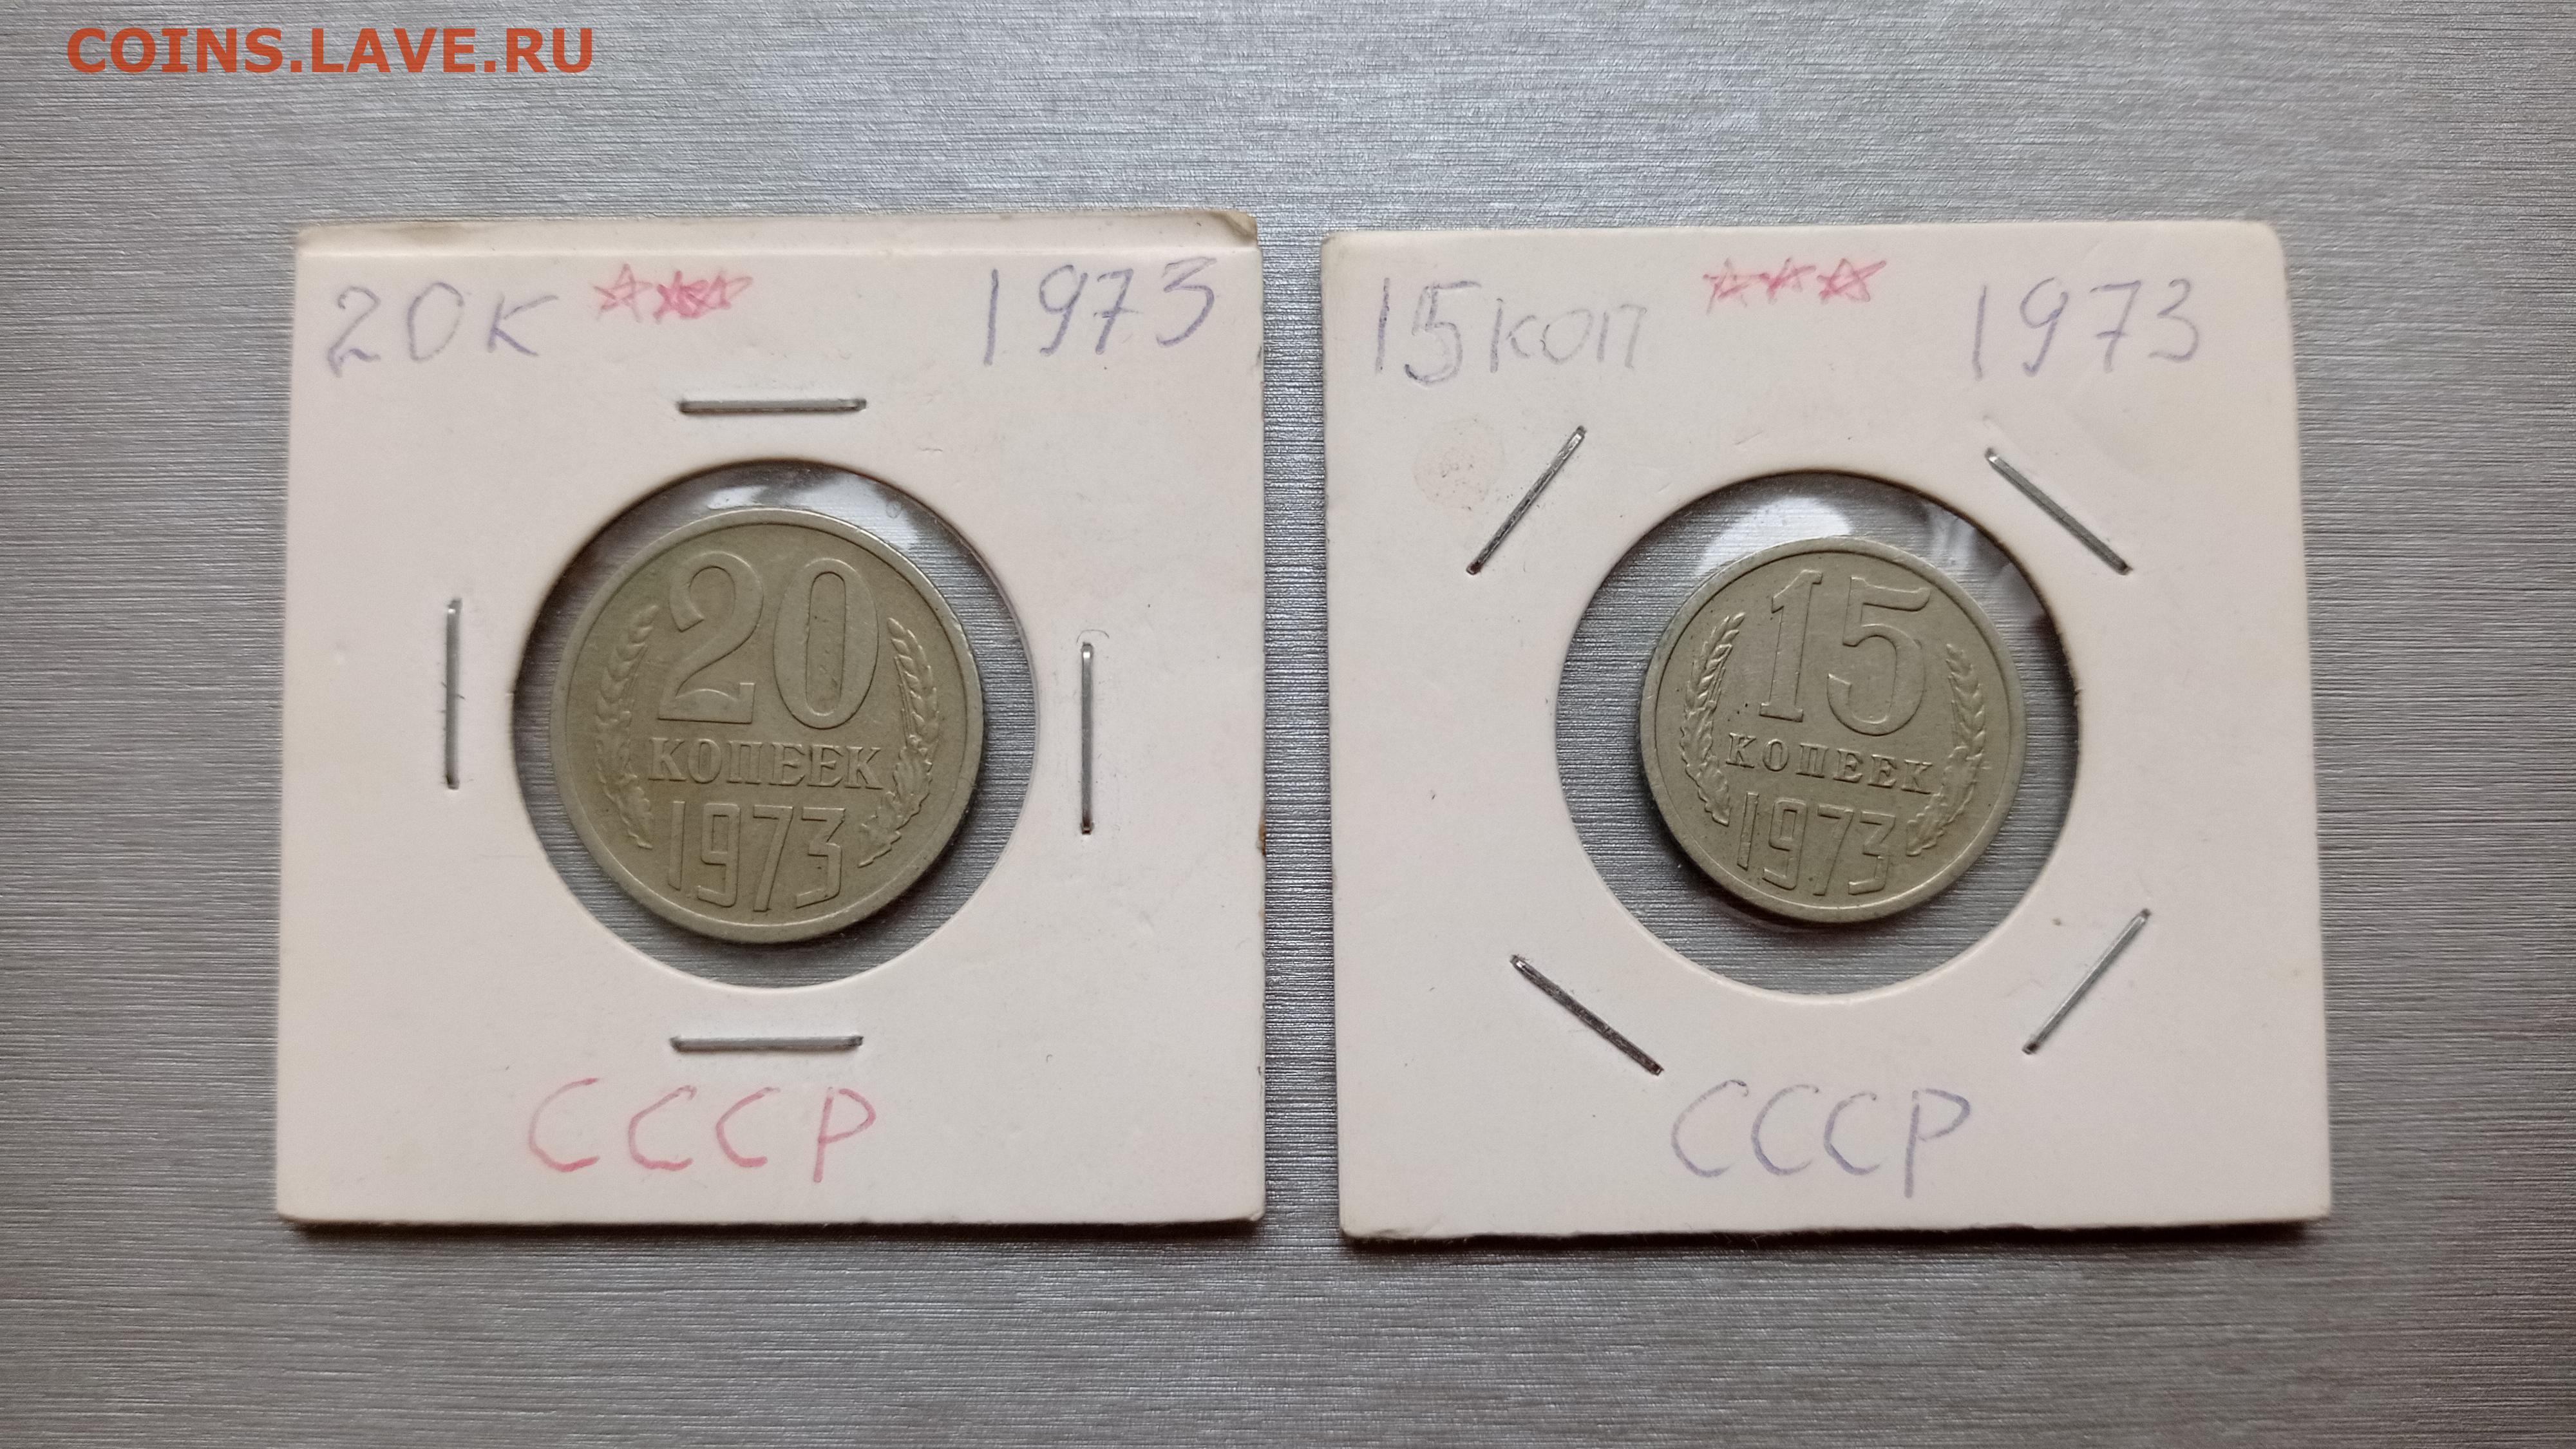 COINS.LAVE.RU
20к 1973
20
КОПЕЕК
1973
СССР
15коп 1973
15
КОПЕЕК
1973
СССР